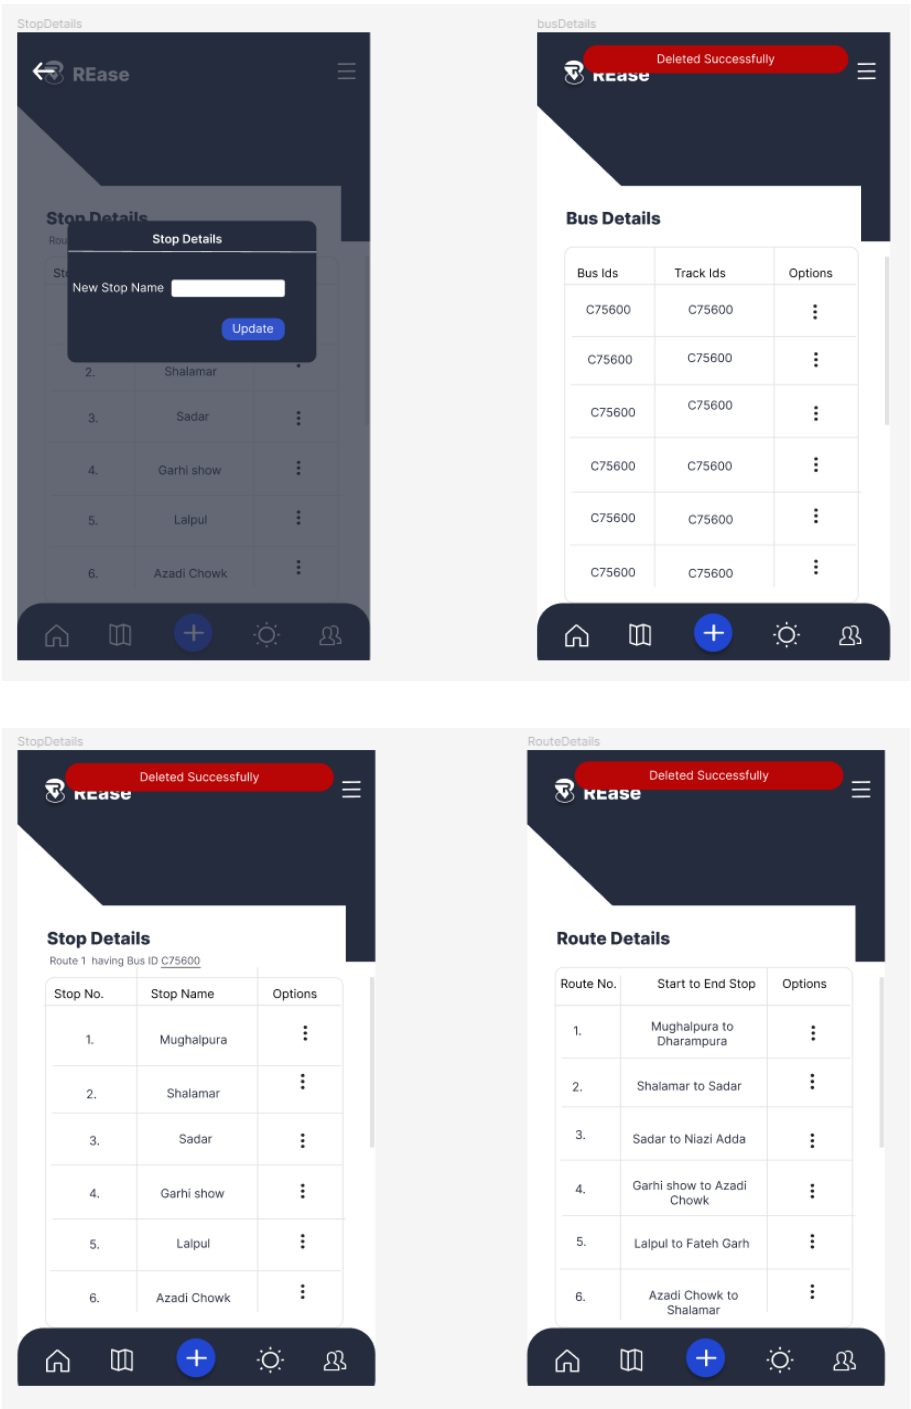 StopDetails
REase
Stop Details
Rou
Stop Details
St
New Stop Name
Update
2. Shalamar
3. Sadar
4. Garhi show
5. Lalpul
6. Azadi Chowk
busDetails
Deleted Successfully
REase
Bus Details
Bus Ids Track Ids Options
C75600 C75600
C75600 C75600
C75600 C75600
C75600 C75600
C75600 C75600
C75600 C75600
StopDetails
Deleted Successfully
REase
Stop Details
Route 1 having Bus ID C75600
Stop No. Stop Name Options
1. Mughalpura
2. Shalamar
3. Sadar
4. Garhi show
5. Lalpul
6. Azadi Chowk
RouteDetails
Deleted Successfully
REase
Route Details
Route No. Start to End Stop Options
1. Mughalpura to
Dharampura
2. Shalamar to Sadar
3. Sadar to Niazi Adda
4. Garhi show to Azadi
Chowk
5. Lalpul to Fateh Garh
6. Azadi Chowk to
Shalamar